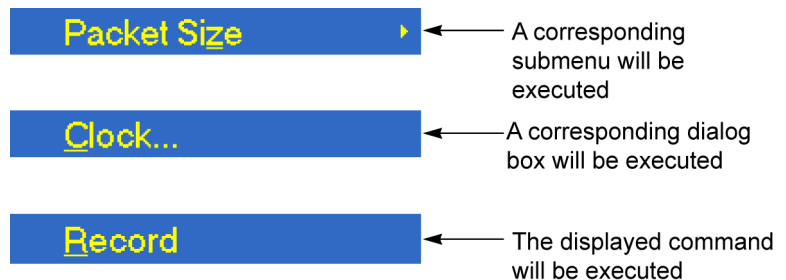 Packet Size
A corresponding
submenu will be
executed
Clock...
A corresponding dialog
box will be executed
Record
The displayed command
will be executed